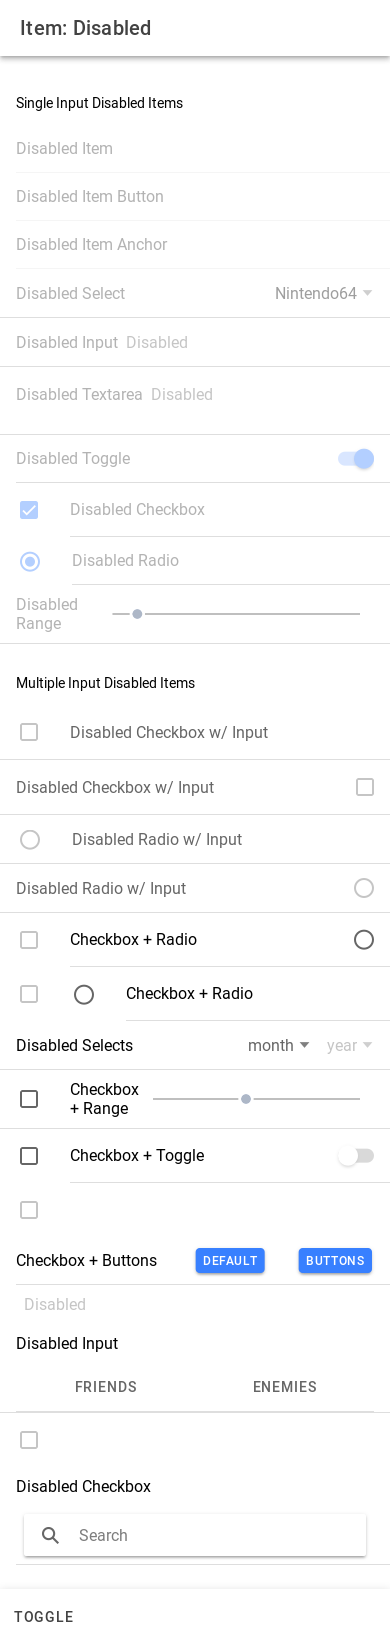 Item: Disabled
Single Input Disabled Items
Disabled Item
Disabled Item Button
Disabled Item Anchor
Disabled Select Nintendo64
Disabled Input Disabled
Disabled Textarea Disabled
Disabled Toggle
Disabled Checkbox
Disabled Radio
Disabled
Range
Multiple Input Disabled Items
Disabled Checkbox w/ Input
Disabled Checkbox w/ Input
Disabled Radio w/ Input
Disabled Radio w/ Input
Checkbox + Radio
Checkbox + Radio
Disabled Selects month year
Checkbox
+ Range
Checkbox + Toggle
Checkbox + Buttons DEFAULT BUTTONS
Disabled
Disabled Input
FRIENDS ENEMIES
Disabled Checkbox
Search
TOGGLE